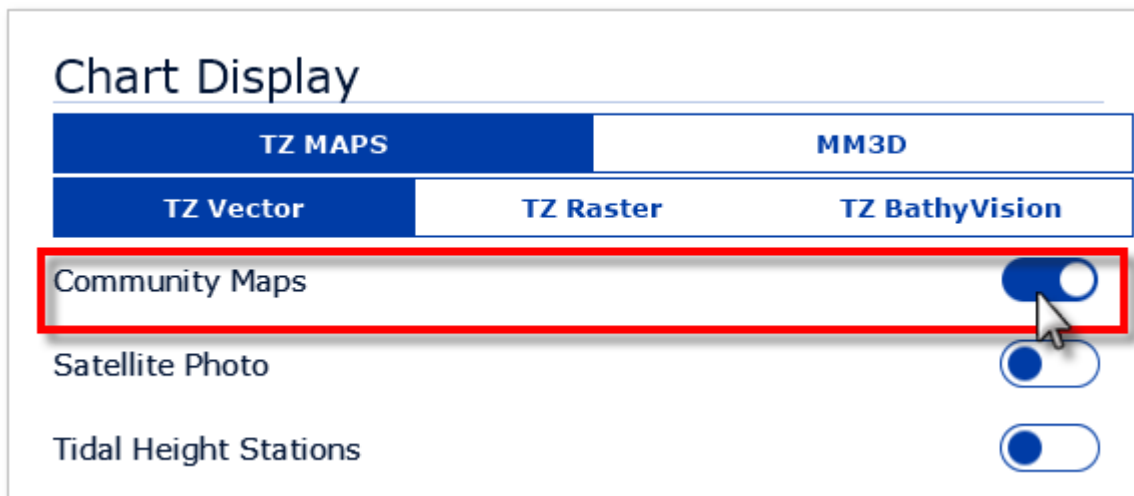 Chart Display
TZ MAPS MM3D
TZ Vector TZ Raster TZ BathyVision
Community Maps
Satellite Photo
Tidal Height Stations